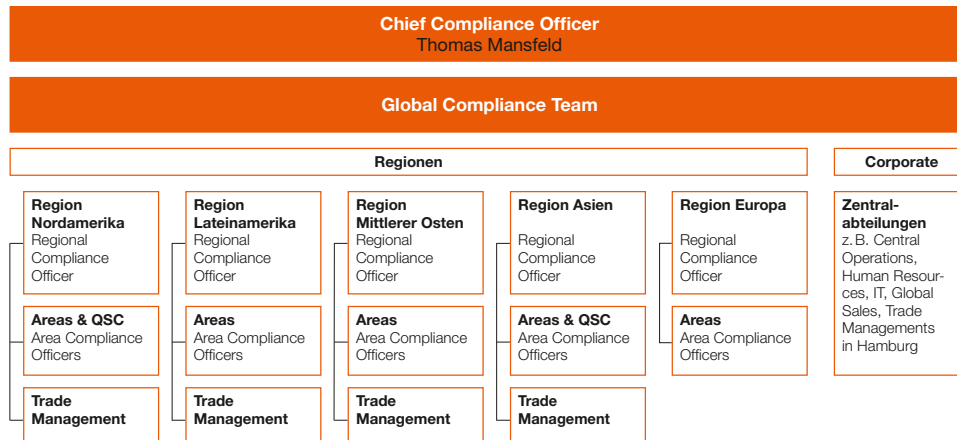 Chief Compliance Officer
Thomas Mansfeld
Global Compliance Team
Regionen
Corporate
Region
Nordamerika
Regional
Compliance
Officer
Region
Lateinamerika
Regional
Compliance
Officer
Region
Mittlerer Osten
Regional
Compliance
Officer
Region Asien
Regional
Compliance
Officer
Region Europa
Regional
Compliance
Officer
Zentral-
abteilungen
z. B. Central
Operations,
Human Resour-
ces, IT, Global
Sales, Trade
Managements
in Hamburg
Areas & QSC
Area Compliance
Officers
Areas
Area Compliance
Officers
Areas
Area Compliance
Officers
Areas & QSC
Area Compliance
Officers
Areas
Area Compliance
Officers
Trade
Management
Trade
Management
Trade
Management
Trade
Management